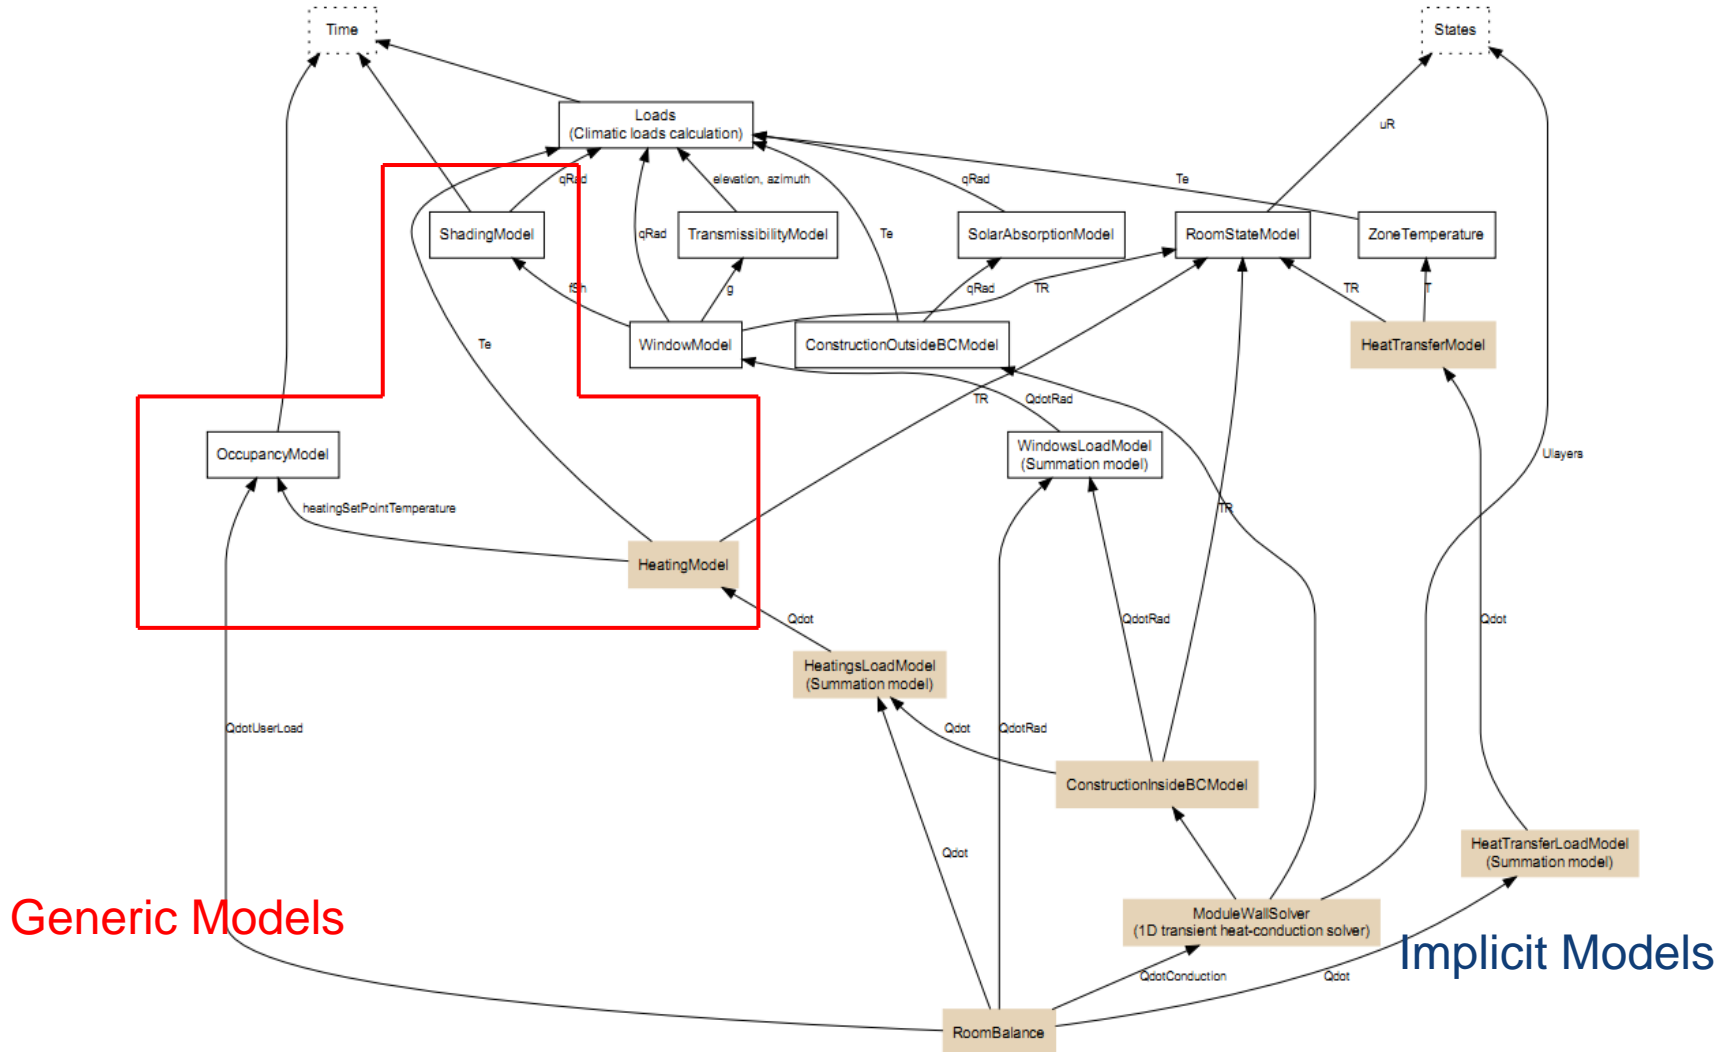 Time
States
Loads
(Climatic loads calculation)
uR
qRad
elevation, azimuth
qRad
Te
ShadingModel
qRad
TransmissibilityModel
Te
SolarAbsorptionModel
RoomStateModel
ZoneTemperature
fSh
g
TR
qRad
TR
T
Te
WindowModel
ConstructionOutsideBCModel
HeatTransferModel
TR
QdotRad
OccupancyModel
WindowsLoadModel
(Summation model)
Ulayers
heatingSetPointTemperature
TR
HeatingModel
Qdot
QdotRad
Qdot
HeatingsLoadModel
(Summation model)
QdotUserLoad
Qdot
QdotRad
ConstructionInsideBCModel
Qdot
HeatTransferLoadModel
(Summation model)
Generic Models
ModuleWallSolver
(1D transient heat-conduction solver)
Implicit Models
QdotConduction
Qdot
RoomBalance